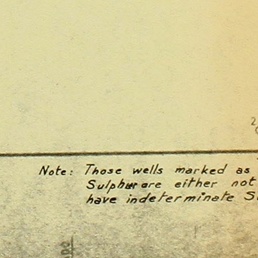 Note: Those wells marked as
Sulphur are either not
have indeterminate S